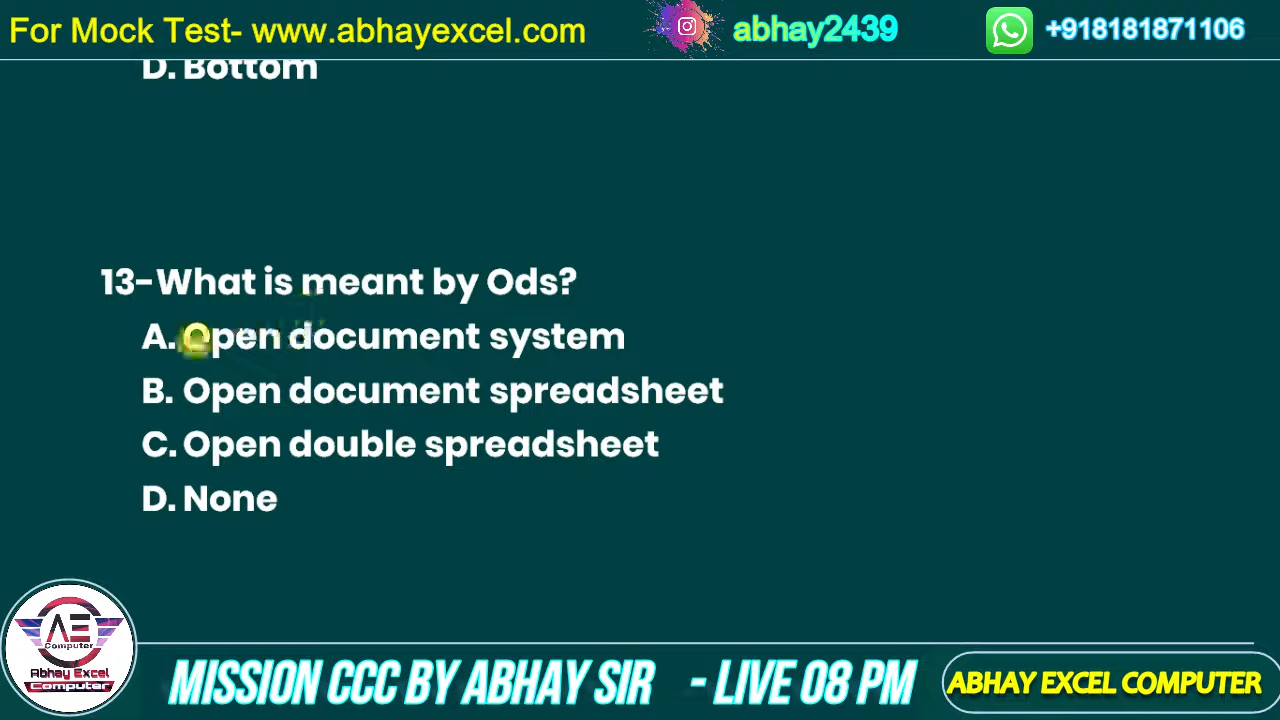 For Mock Test- www.abhayexcel.com
abhay2439
+918181871106
D. Bottom
13-What is meant by Ods?
A. Open document system
B. Open document spreadsheet
C. Open double spreadsheet
D. None
AE
Computer
Abhay Excel
Computer
MISSION CCC BY ABHAY SIR - LIVE 08 PM
ABHAY EXCEL COMPUTER